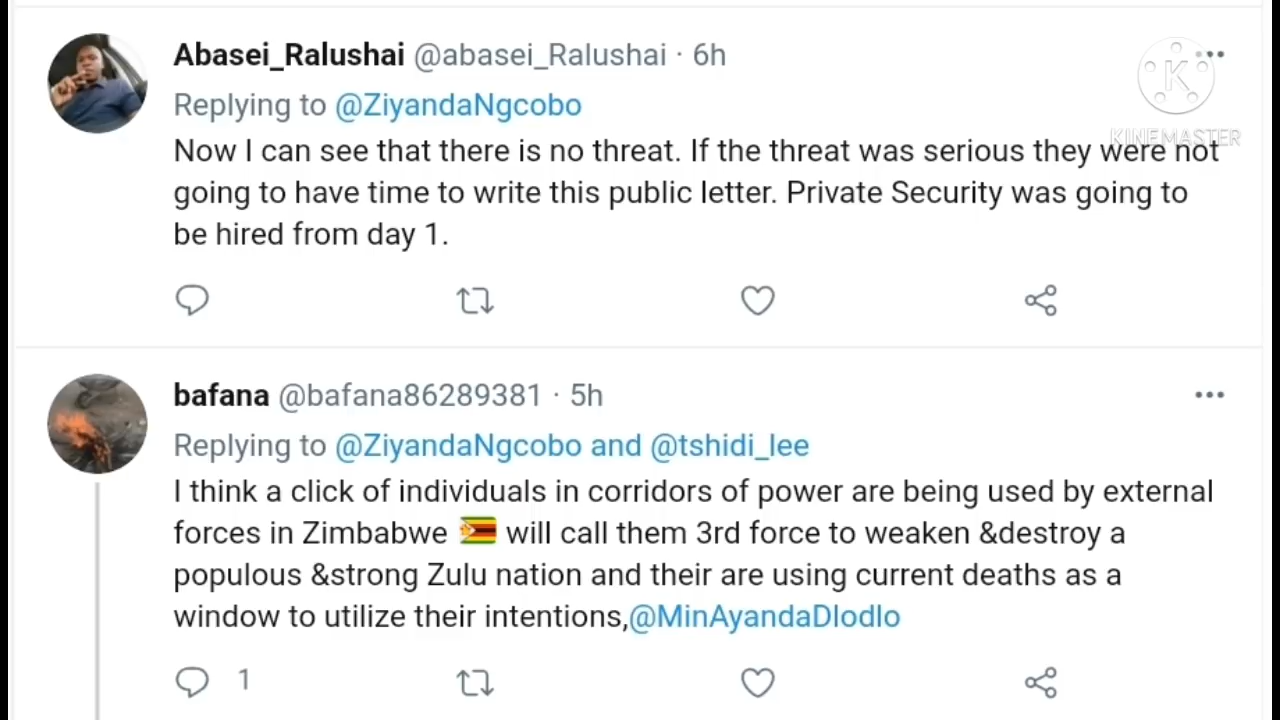 Abasei_Ralushai @abasei_Ralushai · 6h
Replying to @ZiyandaNgcobo
Now I can see that there is no threat. If the threat was serious they were not
going to have time to write this public letter. Private Security was going to
be hired from day 1.
K
KINEMASTER
bafana @bafana86289381 · 5h
Replying to @ZiyandaNgcobo and @tshidi_lee
I think a click of individuals in corridors of power are being used by external
forces in Zimbabwe 🇿🇼 will call them 3rd force to weaken &destroy a
populous &strong Zulu nation and their are using current deaths as a
window to utilize their intentions,@MinAyandaDlodlo
1